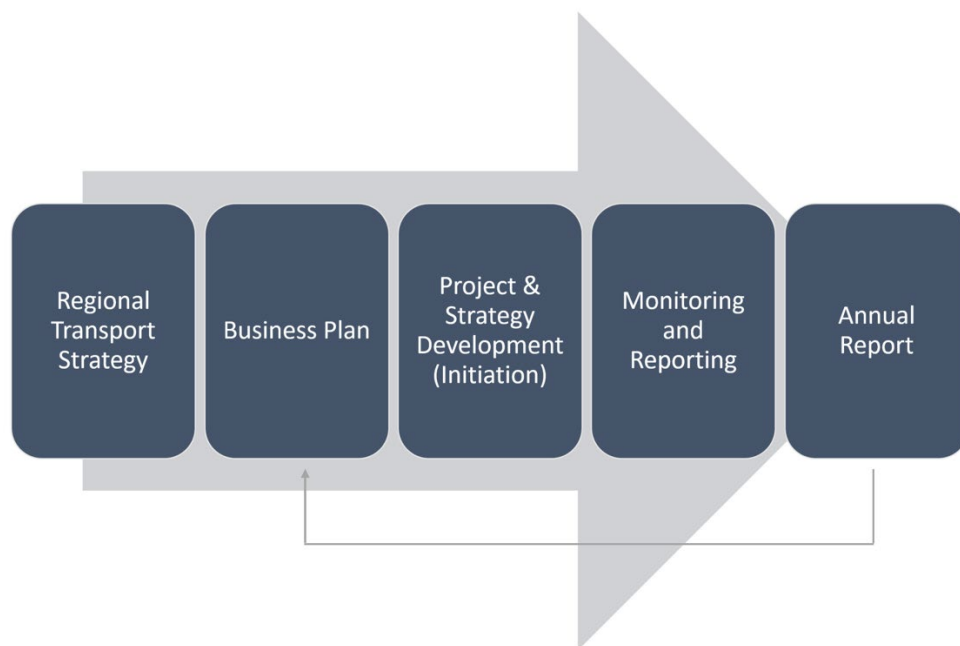 Regional
Transport
Strategy
Business Plan
Project &
Strategy
Development
(Initiation)
Monitoring
and
Reporting
Annual
Report